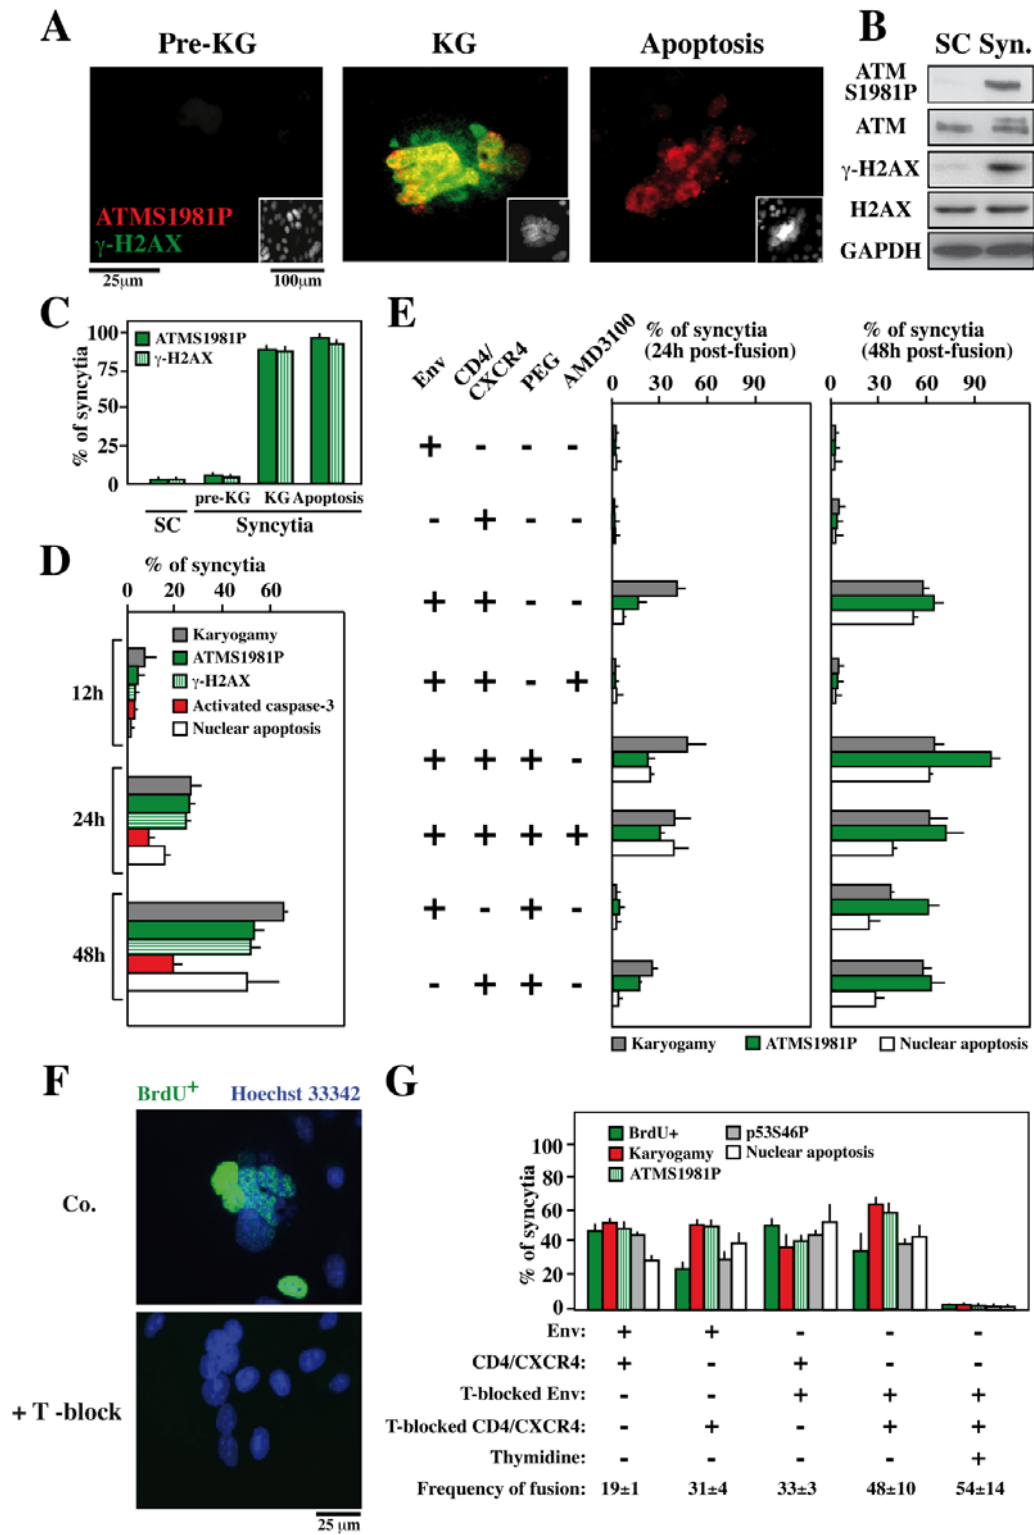 A
Pre-KG
KG
Apoptosis
ATMS1981P
γ-H2AX
25μm
100μm
B
SC Syn.
ATM
S1981P
ATM
γ-H2AX
H2AX
GAPDH
C
% of syncytia
100
75
50
25
0
ATMS1981P
γ-H2AX
pre-KG KG Apoptosis
SC Syncytia
D
% of syncytia
0 20 40 60
Karyogamy
ATMS1981P
γ-H2AX
Activated caspase-3
Nuclear apoptosis
12h
24h
48h
E
Env
CD4/
CXCR4
PEG
AMD3100
% of syncytia
(24h post-fusion)
% of syncytia
(48h post-fusion)
0 30 60 90
0 30 60 90
+ - - -
- + - -
+ + - -
+ + - +
+ + + -
+ + + +
+ - + -
- + + -
Karyogamy ATMS1981P Nuclear apoptosis
F
BrdU+ Hoechst 33342
Co.
+ T -block
25 μm
G
% of syncytia
100
80
60
40
20
0
BrdU+
Karyogamy
ATMS1981P
p53S46P
Nuclear apoptosis
Env: + + - - -
CD4/CXCR4: + - + - -
T-blocked Env: - - + + +
T-blocked CD4/CXCR4: - + - + +
Thymidine: - - - - +
Frequency of fusion: 19±1 31±4 33±3 48±10 54±14